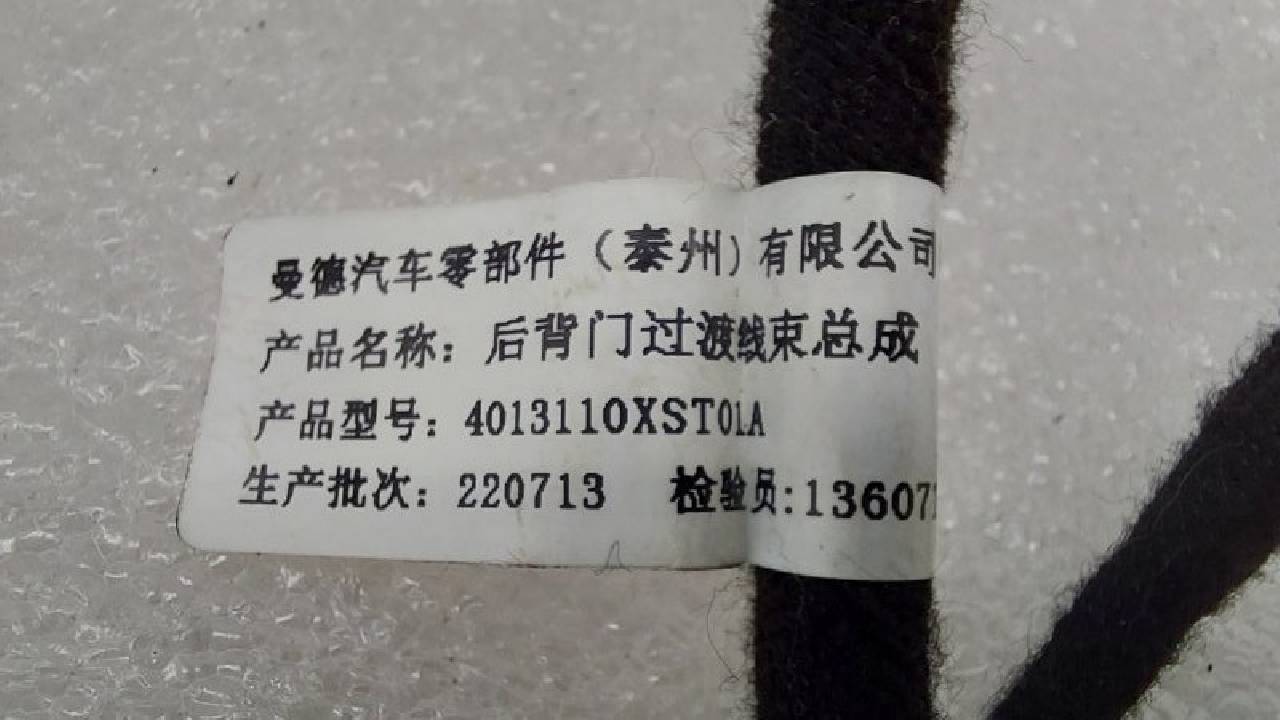 曼德汽车零部件（泰州）有限公司
产品名称：后背门过渡线束总成
产品型号：4013110XST01A
生产批次：220713 检验员:13607